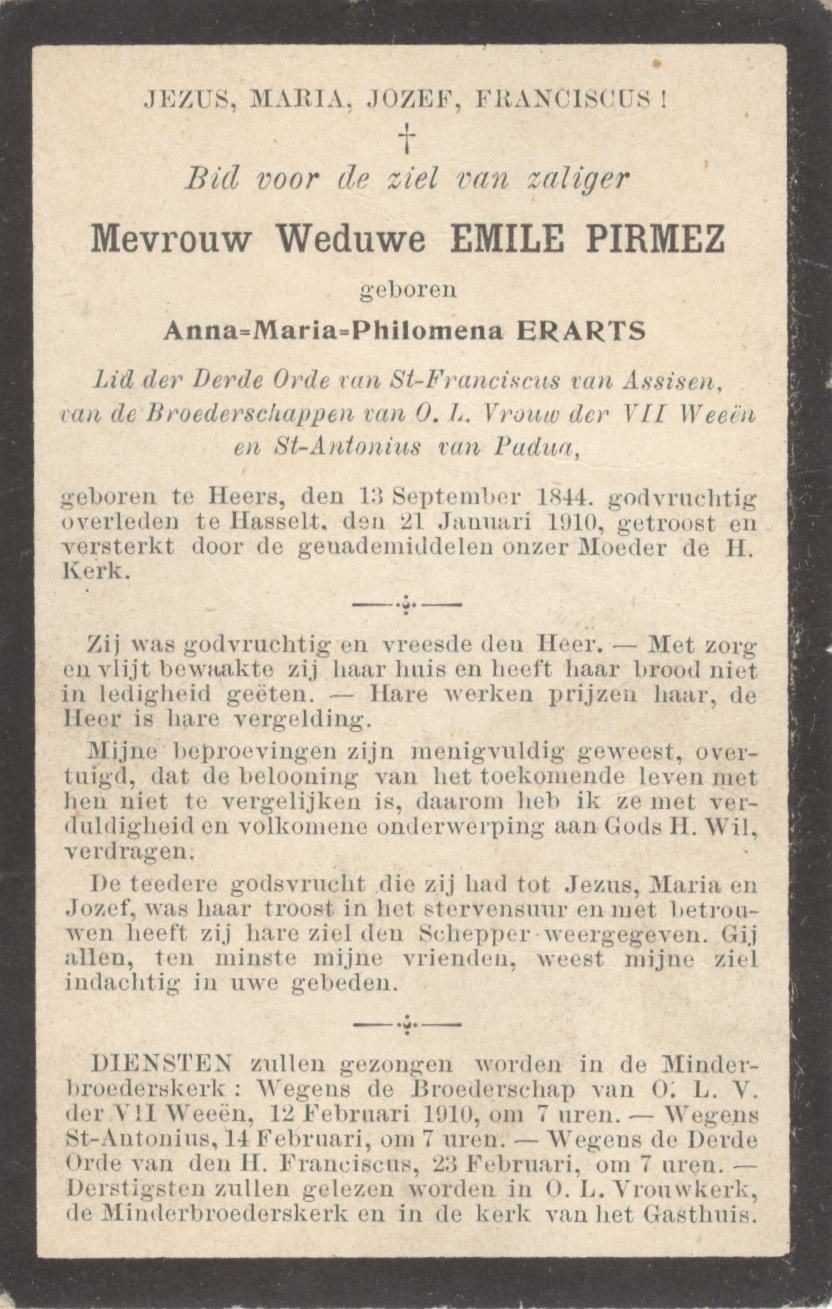 JEZUS, MARIA, JOZEF, FRANCISCUS !
†
Bid voor de ziel van zaliger
Mevrouw Weduwe EMILE PIRMEZ
geboren
Anna=Maria=Philomena ERARTS
Lid der Derde Orde van St-Franciscus van Assisen,
van de Broederschappen van O. L. Vrouw der VII Weeën
en St-Antonius van Padua,
geboren te Heers, den 13 September 1844. godvruchtig
overleden te Hasselt, den 21 Januari 1910, getroost en
versterkt door de genademiddelen onzer Moeder de H.
Kerk.
Zij was godvruchtig en vreesde den Heer. — Met zorg
en vlijt bewaakte zij haar huis en heeft haar brood niet
in ledigheid geëten. — Hare werken prijzen haar, de
Heer is hare vergelding.
Mijne beproevingen zijn menigvuldig geweest, over-
tuigd, dat de belooning van het toekomende leven met
hen niet te vergelijken is, daarom heb ik ze met ver-
duldigheid en volkomene onderwerping aan Gods H. Wil,
verdragen.
De teedere godsvrucht die zij had tot Jezus, Maria en
Jozef, was haar troost in het stervensuur en met betrou-
wen heeft zij hare ziel den Schepper weergegeven. Gij
allen, ten minste mijne vrienden, weest mijne ziel
indachtig in uwe gebeden.
DIENSTEN zullen gezongen worden in de Minder-
broederskerk : Wegens de Broederschap van O. L. V.
der VII Weeën, 12 Februari 1910, om 7 uren. — Wegens
St-Antonius, 14 Februari, om 7 uren. — Wegens de Derde
Orde van den H. Franciscus, 23 Februari, om 7 uren. —
Derstigsten zullen gelezen worden in O. L. Vrouwkerk,
de Minderbroederskerk en in de kerk van het Gasthuis.